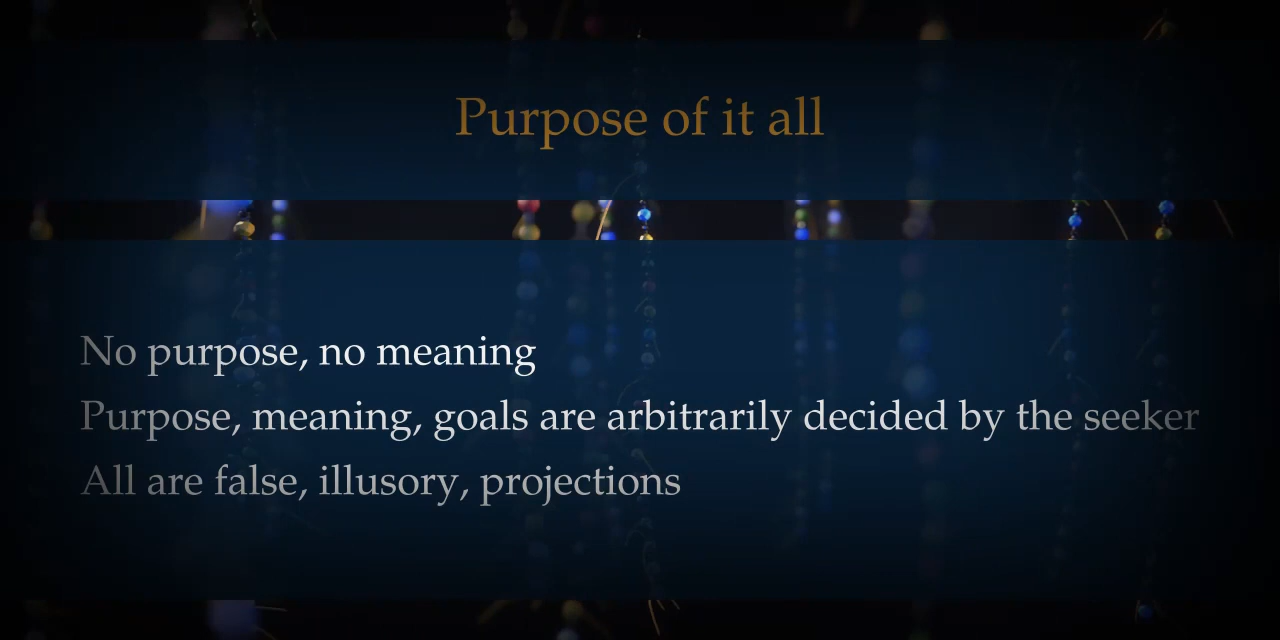 Purpose of it all
No purpose, no meaning
Purpose, meaning, goals are arbitrarily decided by the seeker
All are false, illusory, projections